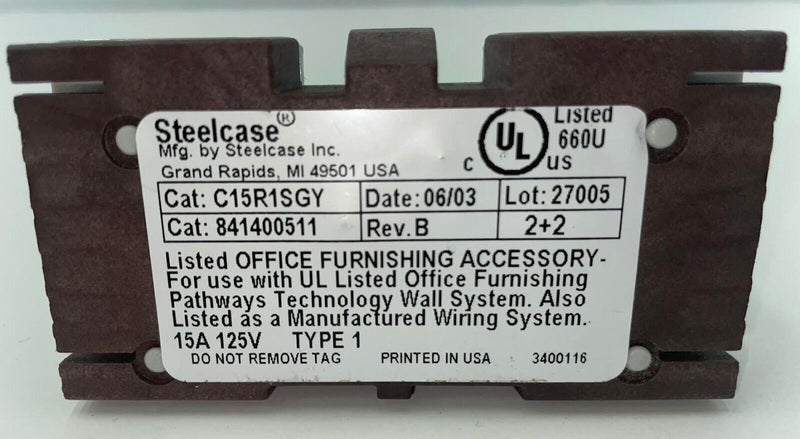 Steelcase®
Mfg. by Steelcase Inc.
Grand Rapids, MI 49501 USA
c UL us Listed 660U
Cat: C15R1SGY Date: 06/03 Lot: 27005
Cat: 841400511 Rev. B 2+2
Listed OFFICE FURNISHING ACCESSORY-
For use with UL Listed Office Furnishing
Pathways Technology Wall System. Also
Listed as a Manufactured Wiring System.
15A 125V TYPE 1
DO NOT REMOVE TAG PRINTED IN USA 3400116